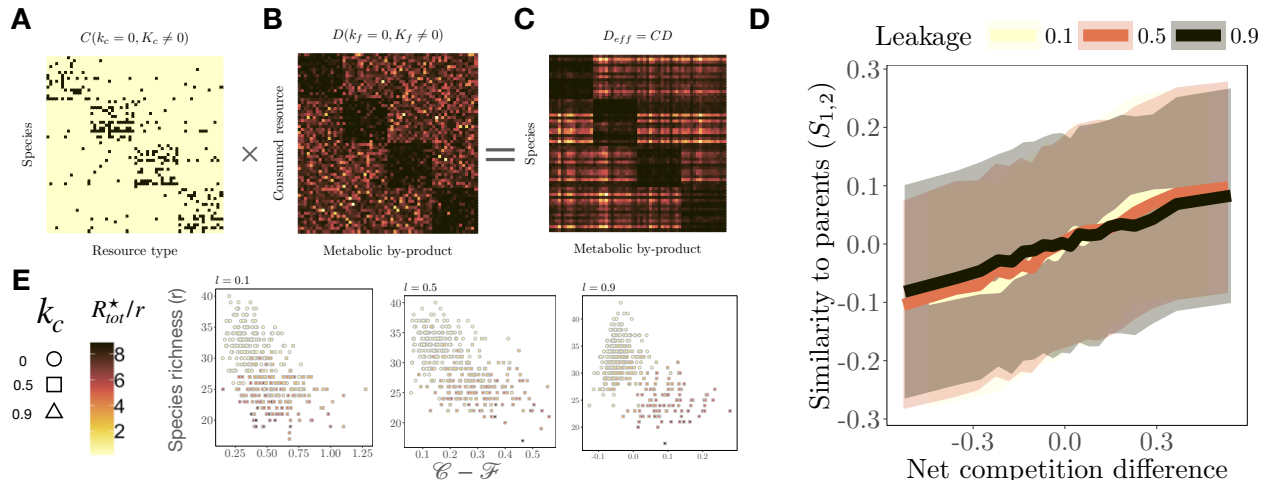 A
C(k_c = 0, K_c ≠ 0)
Species
Resource type
×
B
D(k_f = 0, K_f ≠ 0)
Consumed resource
Metabolic by-product
=
C
D_{eff} = CD
Species
Metabolic by-product
D
Leakage 0.1 0.5 0.9
Similarity to parents (S_{1,2})
0.3
0.2
0.1
0.0
-0.1
-0.2
-0.3
-0.3 0.0 0.3
Net competition difference
E
k_c
0
0.5
0.9
R^★_{tot}/r
8
6
4
2
Species richness (r)
l = 0.1
40
35
30
25
20
0.25 0.50 0.75 1.00 1.25
l = 0.5
40
35
30
25
20
0.1 0.2 0.3 0.4 0.5
l = 0.9
40
35
30
25
20
-0.1 0.0 0.1 0.2
𝒞 − ℱ